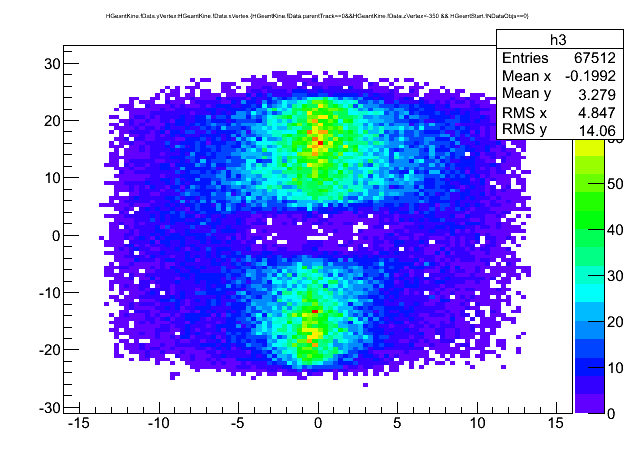 HGeantKine.fData.yVertex:HGeantKine.fData.xVertex {HGeantKine.fData.parentTrack==0&&HGeantKine.fData.zVertex<-350 && HGeantStart.fNDataObjs==0}
h3
Entries 67512
Mean x -0.1992
Mean y 3.279
RMS x 4.847
RMS y 14.06
30
20
10
0
-10
-20
-30
-15 -10 -5 0 5 10 15
60
50
40
30
20
10
0